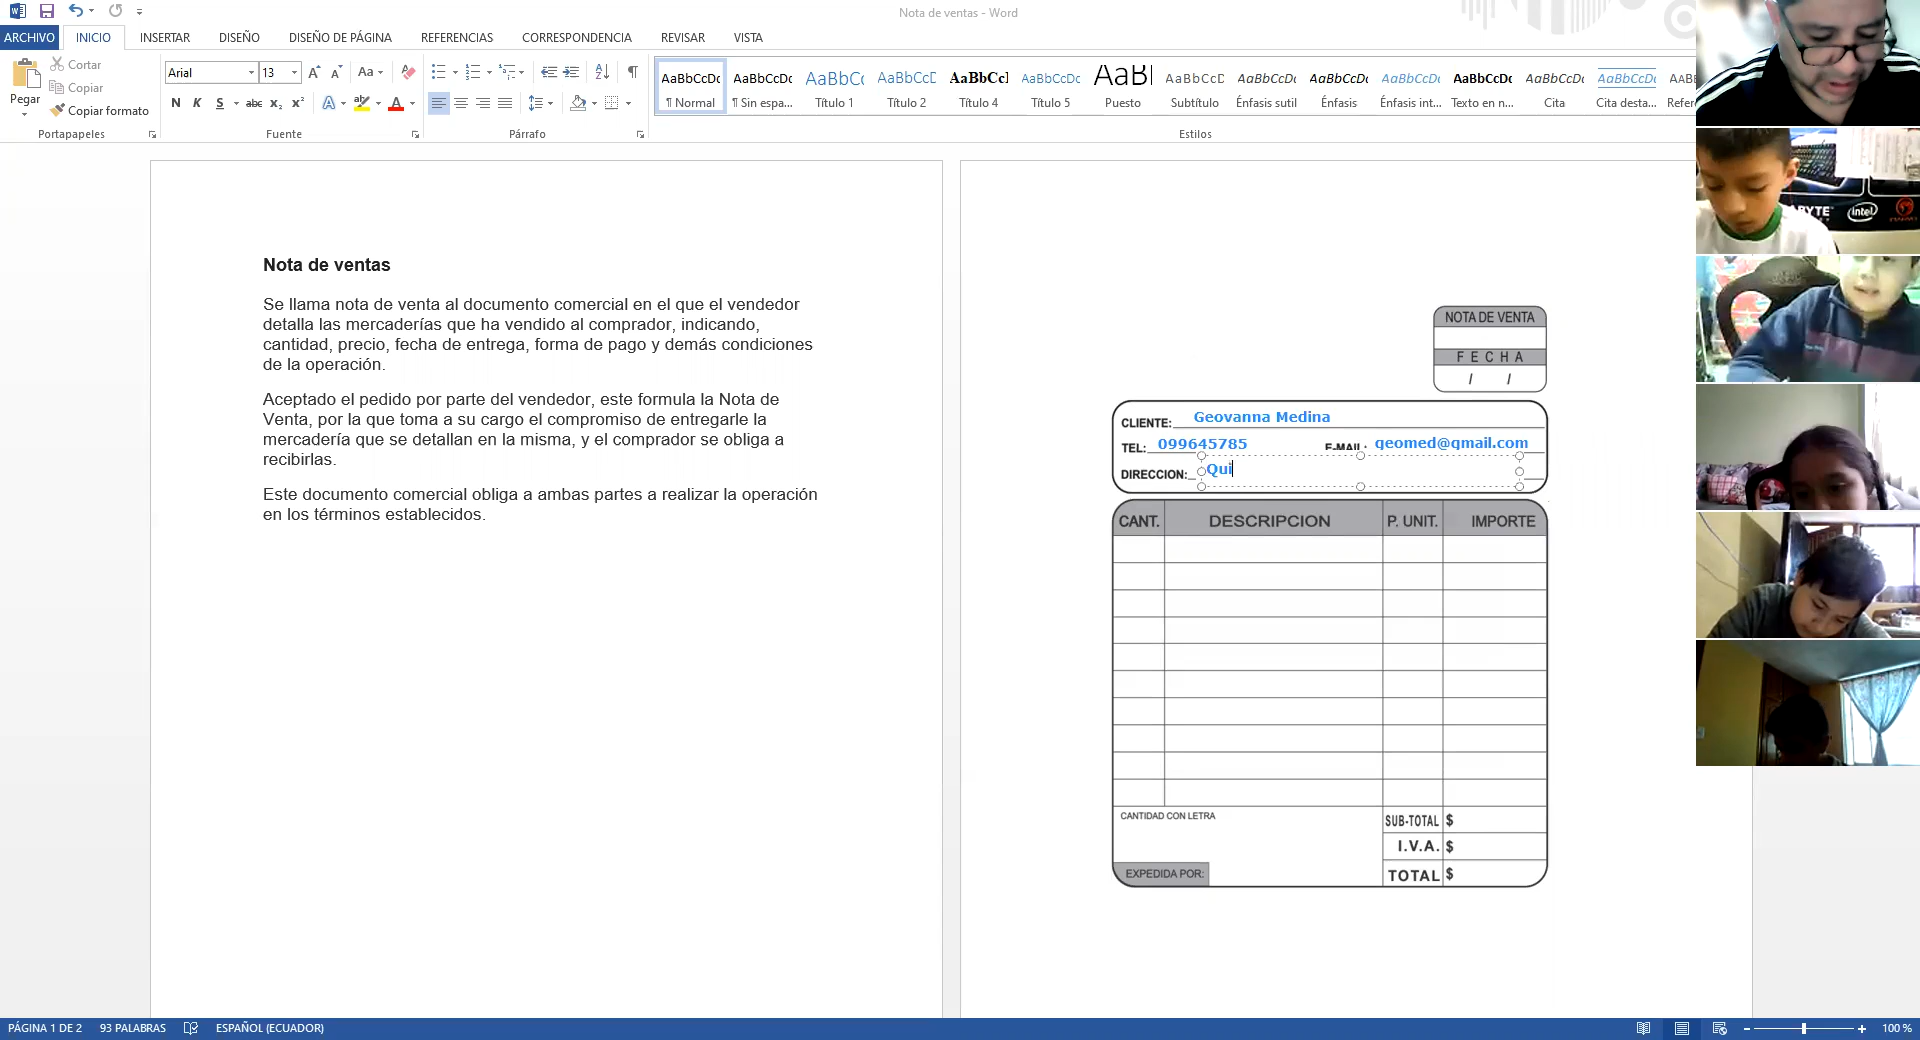 Nota de ventas - Word
ARCHIVO INICIO INSERTAR DISEÑO DISEÑO DE PÁGINA REFERENCIAS CORRESPONDENCIA REVISAR VISTA
Pegar
Cortar
Copiar
Copiar formato
Portapapeles
Arial 13
Aa
N K S abc x₂ x²
Fuente
Párrafo
AaBbCcDc AaBbCcDc AaBbCc AaBbCcD AaBbCc] AaBbCcDc AaBl AaBbCcD AaBbCcDc AaBbCcDc AaBbCcDc AaBbCcDc AaBbCcDc AaBbCcDc
¶ Normal ¶ Sin espa... Título 1 Título 2 Título 4 Título 5 Puesto Subtítulo Énfasis sutil Énfasis Énfasis int... Texto en n... Cita Cita desta...
Estilos
intel
Nota de ventas
Se llama nota de venta al documento comercial en el que el vendedor
detalla las mercaderías que ha vendido al comprador, indicando,
cantidad, precio, fecha de entrega, forma de pago y demás condiciones
de la operación.
Aceptado el pedido por parte del vendedor, este formula la Nota de
Venta, por la que toma a su cargo el compromiso de entregarle la
mercadería que se detallan en la misma, y el comprador se obliga a
recibirlas.
Este documento comercial obliga a ambas partes a realizar la operación
en los términos establecidos.
NOTA DE VENTA
FECHA
/ /
CLIENTE: Geovanna Medina
TEL: 099645785 E-MAIL: geomed@gmail.com
DIRECCION: Qui
CANT. DESCRIPCION P. UNIT. IMPORTE
CANTIDAD CON LETRA
SUB-TOTAL $
I.V.A. $
EXPEDIDA POR:
TOTAL $
PÁGINA 1 DE 2 93 PALABRAS ESPAÑOL (ECUADOR) 100 %